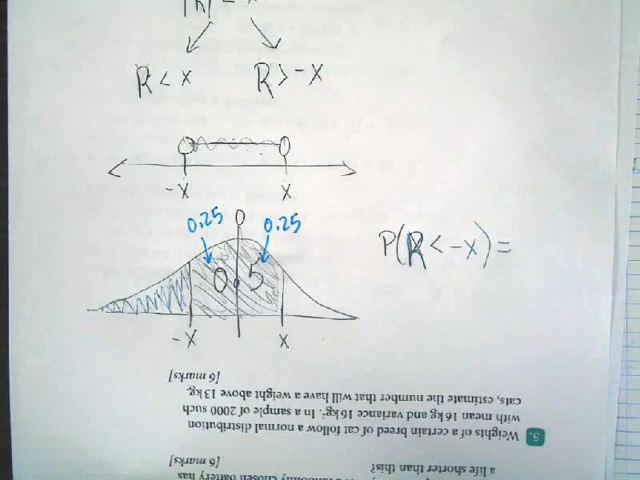 |R| < x
R < x R > -x
-x x
0
0.25 0.25
0.5
P(R < -x) =
-x x
a life shorter than this?
[6 marks]
5. Weights of a certain breed of cat follow a normal distribution
with mean 16 kg and variance 16 kg². In a sample of 2000 such
cats, estimate the number that will have a weight above 13 kg.
[6 marks]